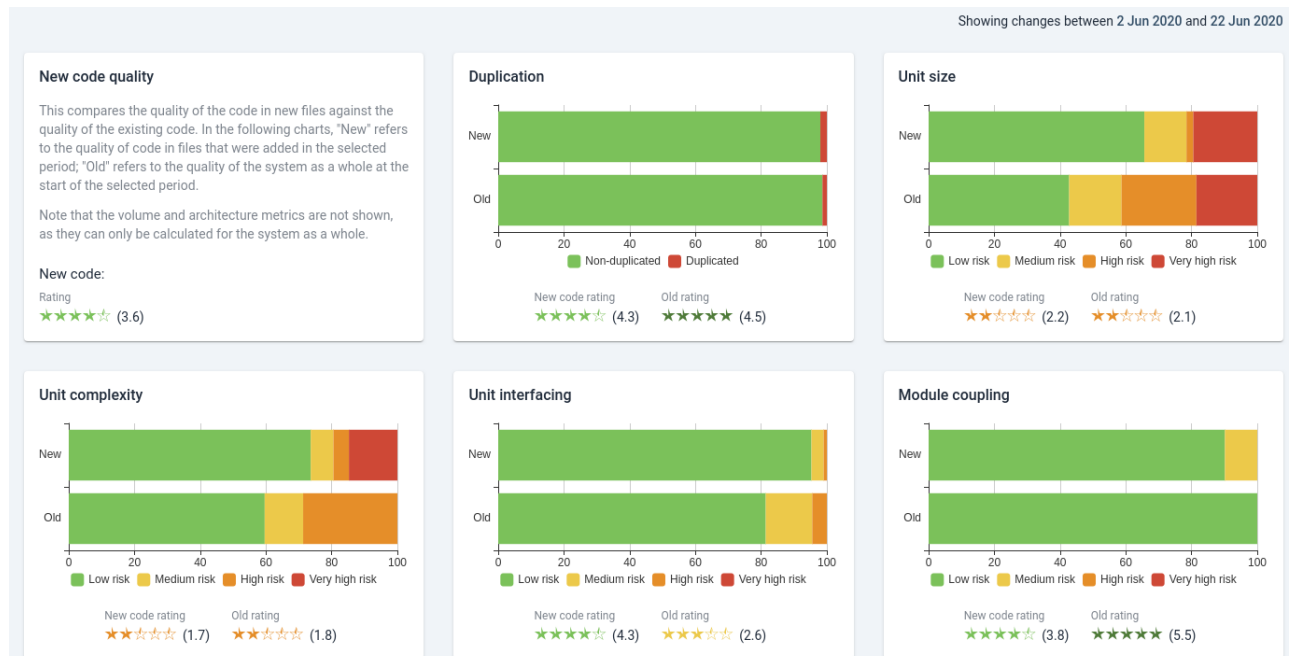 Showing changes between 2 Jun 2020 and 22 Jun 2020
New code quality
This compares the quality of the code in new files against the
quality of the existing code. In the following charts, "New" refers
to the quality of code in files that were added in the selected
period; "Old" refers to the quality of the system as a whole at the
start of the selected period.
Note that the volume and architecture metrics are not shown,
as they can only be calculated for the system as a whole.
New code:
Rating
(3.6)
Duplication
New
Old
0 20 40 60 80 100
Non-duplicated Duplicated
New code rating Old rating
(4.3) (4.5)
Unit size
New
Old
0 20 40 60 80 100
Low risk Medium risk High risk Very high risk
New code rating Old rating
(2.2) (2.1)
Unit complexity
New
Old
0 20 40 60 80 100
Low risk Medium risk High risk Very high risk
New code rating Old rating
(1.7) (1.8)
Unit interfacing
New
Old
0 20 40 60 80 100
Low risk Medium risk High risk Very high risk
New code rating Old rating
(4.3) (2.6)
Module coupling
New
Old
0 20 40 60 80 100
Low risk Medium risk High risk Very high risk
New code rating Old rating
(3.8) (5.5)